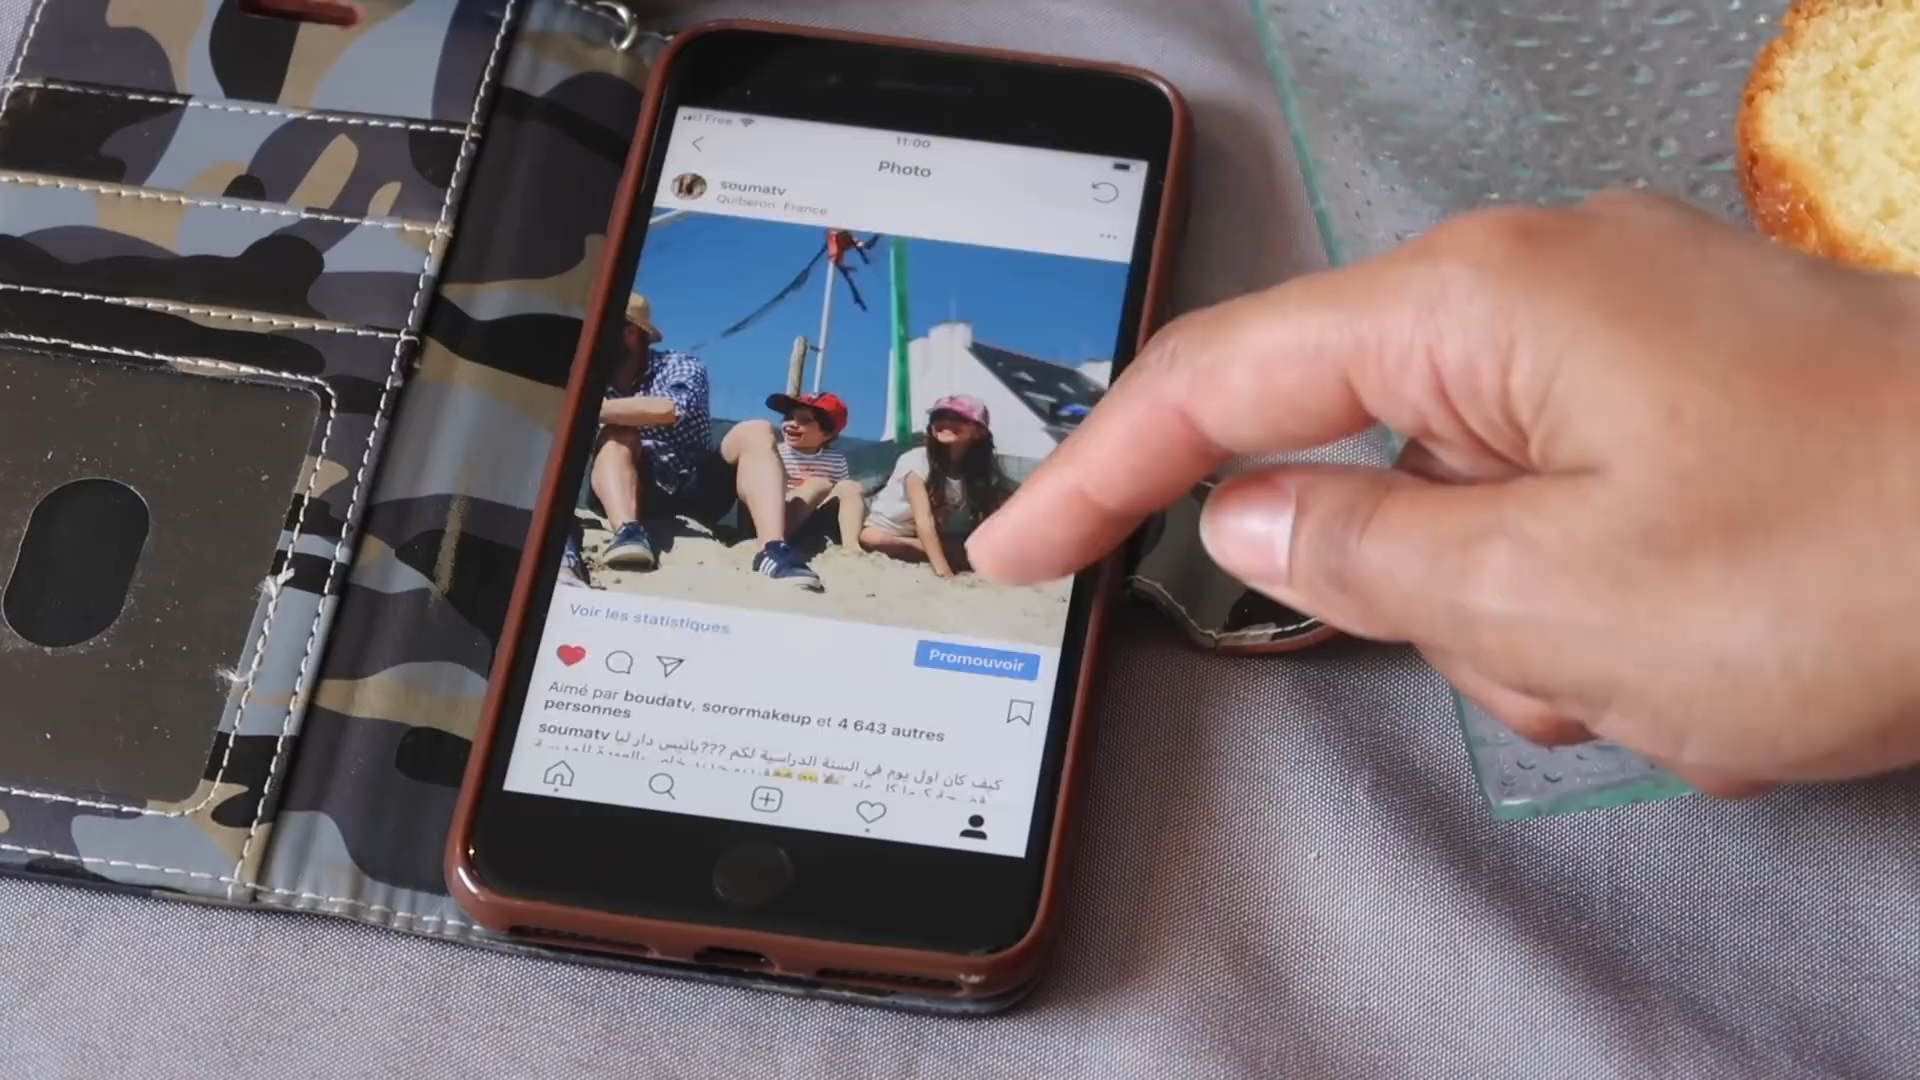 Free
11:00
Photo
soumatv
Quiberon, France
Voir les statistiques
Promouvoir
Aimé par boudatv, sorormakeup et 4 643 autres
personnes
soumatv كيف كان اول يوم في السنة الدراسية لكم ???يانيس دار ليا